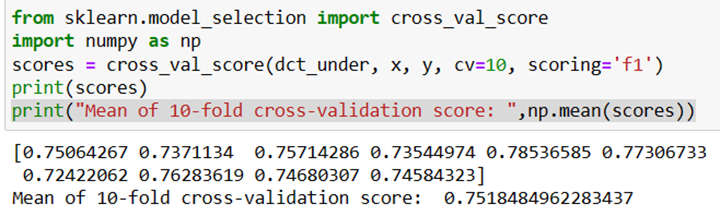 from sklearn.model_selection import cross_val_score
import numpy as np
scores = cross_val_score(dct_under, x, y, cv=10, scoring='f1')
print(scores)
print("Mean of 10-fold cross-validation score: ",np.mean(scores))
[0.75064267 0.7371134  0.75714286 0.73544974 0.78536585 0.77306733
 0.72422062 0.76283619 0.74680307 0.74584323]
Mean of 10-fold cross-validation score:  0.7518484962283437